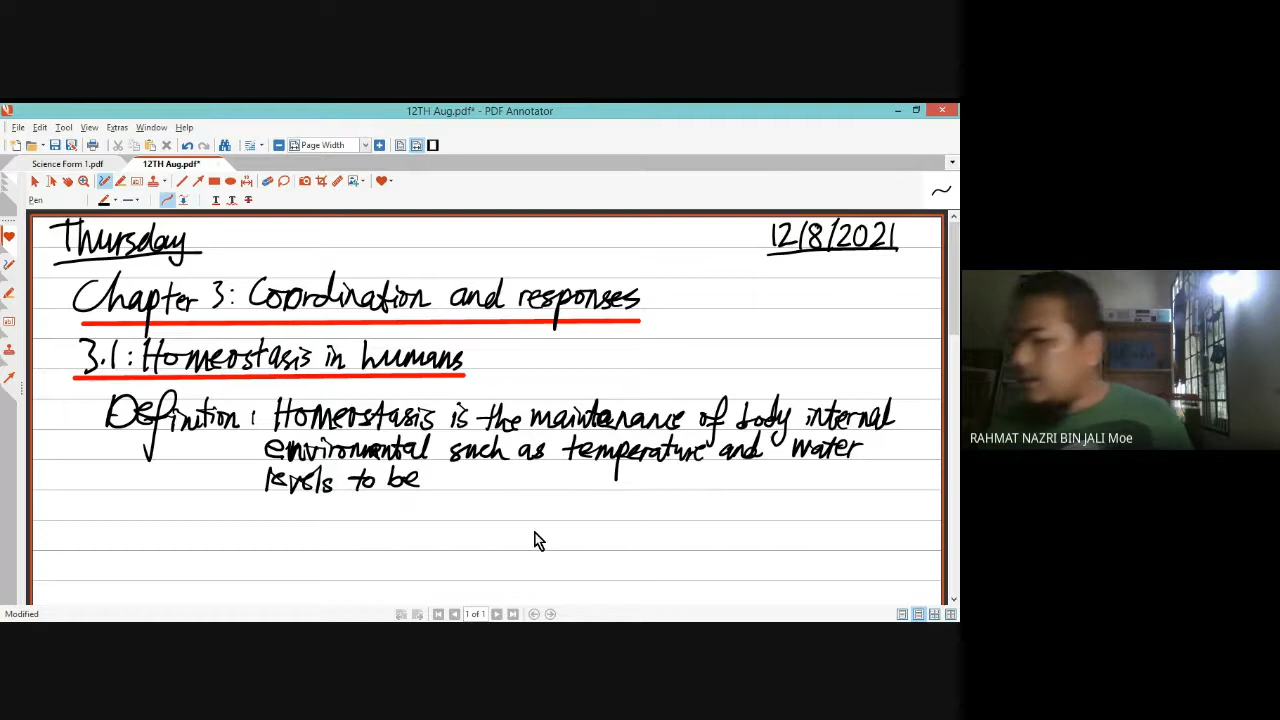 12TH Aug.pdf* - PDF Annotator
File Edit Tool View Extras Window Help
Page Width
Science Form 1.pdf 12TH Aug.pdf*
Pen
Thursday 12/8/2021
Chapter 3: Coordination and responses
3.1: Homeostasis in humans
Definition: Homeostasis is the maintenance of body internal
environmental such as temperature and water
levels to be
RAHMAT NAZRI BIN JALI Moe
Modified 1 of 1